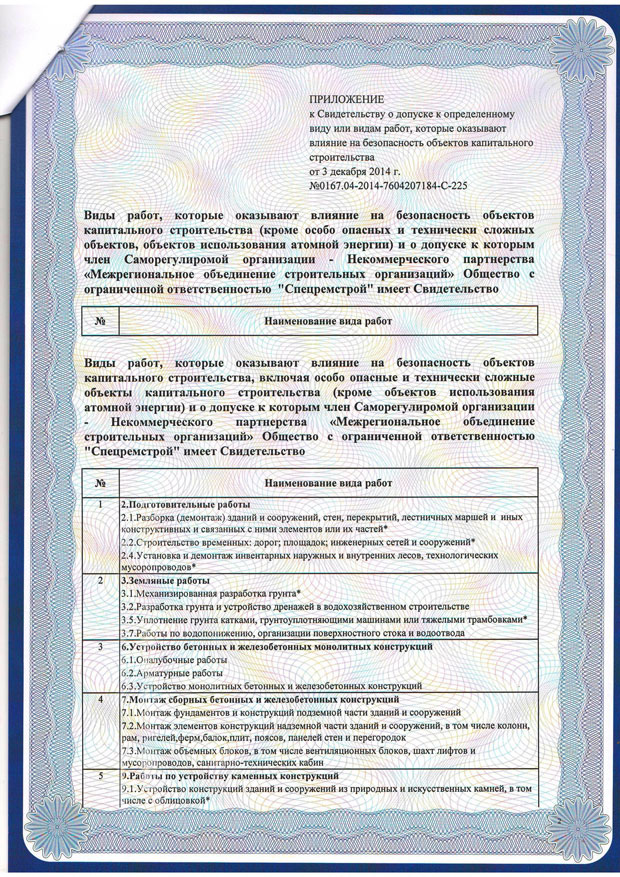 ПРИЛОЖЕНИЕ
к Свидетельству о допуске к определенному
виду или видам работ, которые оказывают
влияние на безопасность объектов капитального
строительства
от 3 декабря 2014 г.
№0167.04-2014-7604207184-С-225
Виды работ, которые оказывают влияние на безопасность объектов
капитального строительства (кроме особо опасных и технически сложных
объектов, объектов использования атомной энергии) и о допуске к которым
член Саморегулиромой организации - Некоммерческого партнерства
«Межрегиональное объединение строительных организаций» Общество с
ограниченной ответственностью "Спецремстрой" имеет Свидетельство
№ Наименование вида работ
Виды работ, которые оказывают влияние на безопасность объектов
капитального строительства, включая особо опасные и технически сложные
объекты капитального строительства (кроме объектов использования
атомной энергии) и о допуске к которым член Саморегулиромой организации
- Некоммерческого партнерства «Межрегиональное объединение
строительных организаций» Общество с ограниченной ответственностью
"Спецремстрой" имеет Свидетельство
№ Наименование вида работ
1 2.Подготовительные работы
2.1.Разборка (демонтаж) зданий и сооружений, стен, перекрытий, лестничных маршей и иных
конструктивных и связанных с ними элементов или их частей*
2.2.Строительство временных: дорог; площадок; инженерных сетей и сооружений*
2.4.Установка и демонтаж инвентарных наружных и внутренних лесов, технологических
мусоропроводов*
2 3.Земляные работы
3.1.Механизированная разработка грунта*
3.2.Разработка грунта и устройство дренажей в водохозяйственном строительстве
3.5.Уплотнение грунта катками, грунтоуплотняющими машинами или тяжелыми трамбовками*
3.7.Работы по водопонижению, организации поверхностного стока и водоотвода
3 6.Устройство бетонных и железобетонных монолитных конструкций
6.1.Опалубочные работы
6.2.Арматурные работы
6.3.Устройство монолитных бетонных и железобетонных конструкций
4 7.Монтаж сборных бетонных и железобетонных конструкций
7.1.Монтаж фундаментов и конструкций подземной части зданий и сооружений
7.2.Монтаж элементов конструкций надземной части зданий и сооружений, в том числе колонн,
рам, ригелей,ферм,балок,плит, поясов, панелей стен и перегородок
7.3.Монтаж объемных блоков, в том числе вентиляционных блоков, шахт лифтов и
мусоропроводов, санитарно-технических кабин
5 9.Работы по устройству каменных конструкций
9.1.Устройство конструкций зданий и сооружений из природных и искусственных камней, в том
числе с облицовкой*